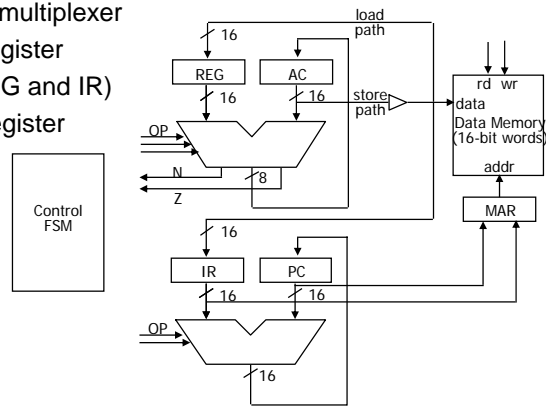 multiplexer
gister
G and IR)
egister
load
path
16
REG
AC
16
16
store
path
rd wr
data
Data Memory
(16-bit words)
addr
OP
N
8
Z
Control
FSM
MAR
16
IR
PC
16
16
OP
16